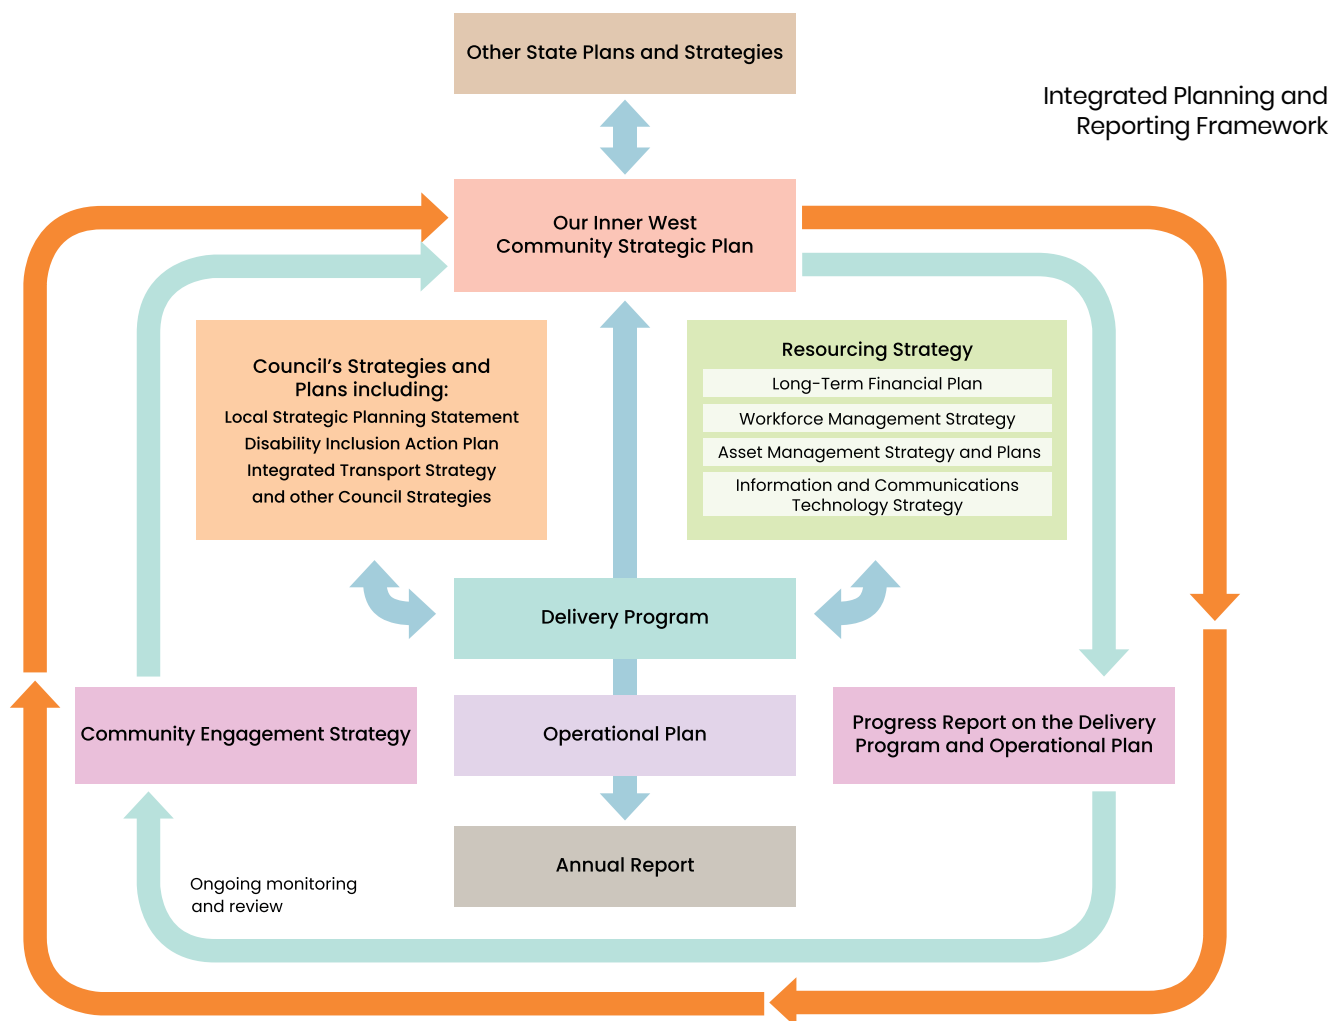 Other State Plans and Strategies
Integrated Planning and
Reporting Framework
Our Inner West
Community Strategic Plan
Council’s Strategies and
Plans including:
Local Strategic Planning Statement
Disability Inclusion Action Plan
Integrated Transport Strategy
and other Council Strategies
Resourcing Strategy
Long-Term Financial Plan
Workforce Management Strategy
Asset Management Strategy and Plans
Information and Communications
Technology Strategy
Delivery Program
Community Engagement Strategy
Operational Plan
Progress Report on the Delivery
Program and Operational Plan
Annual Report
Ongoing monitoring
and review